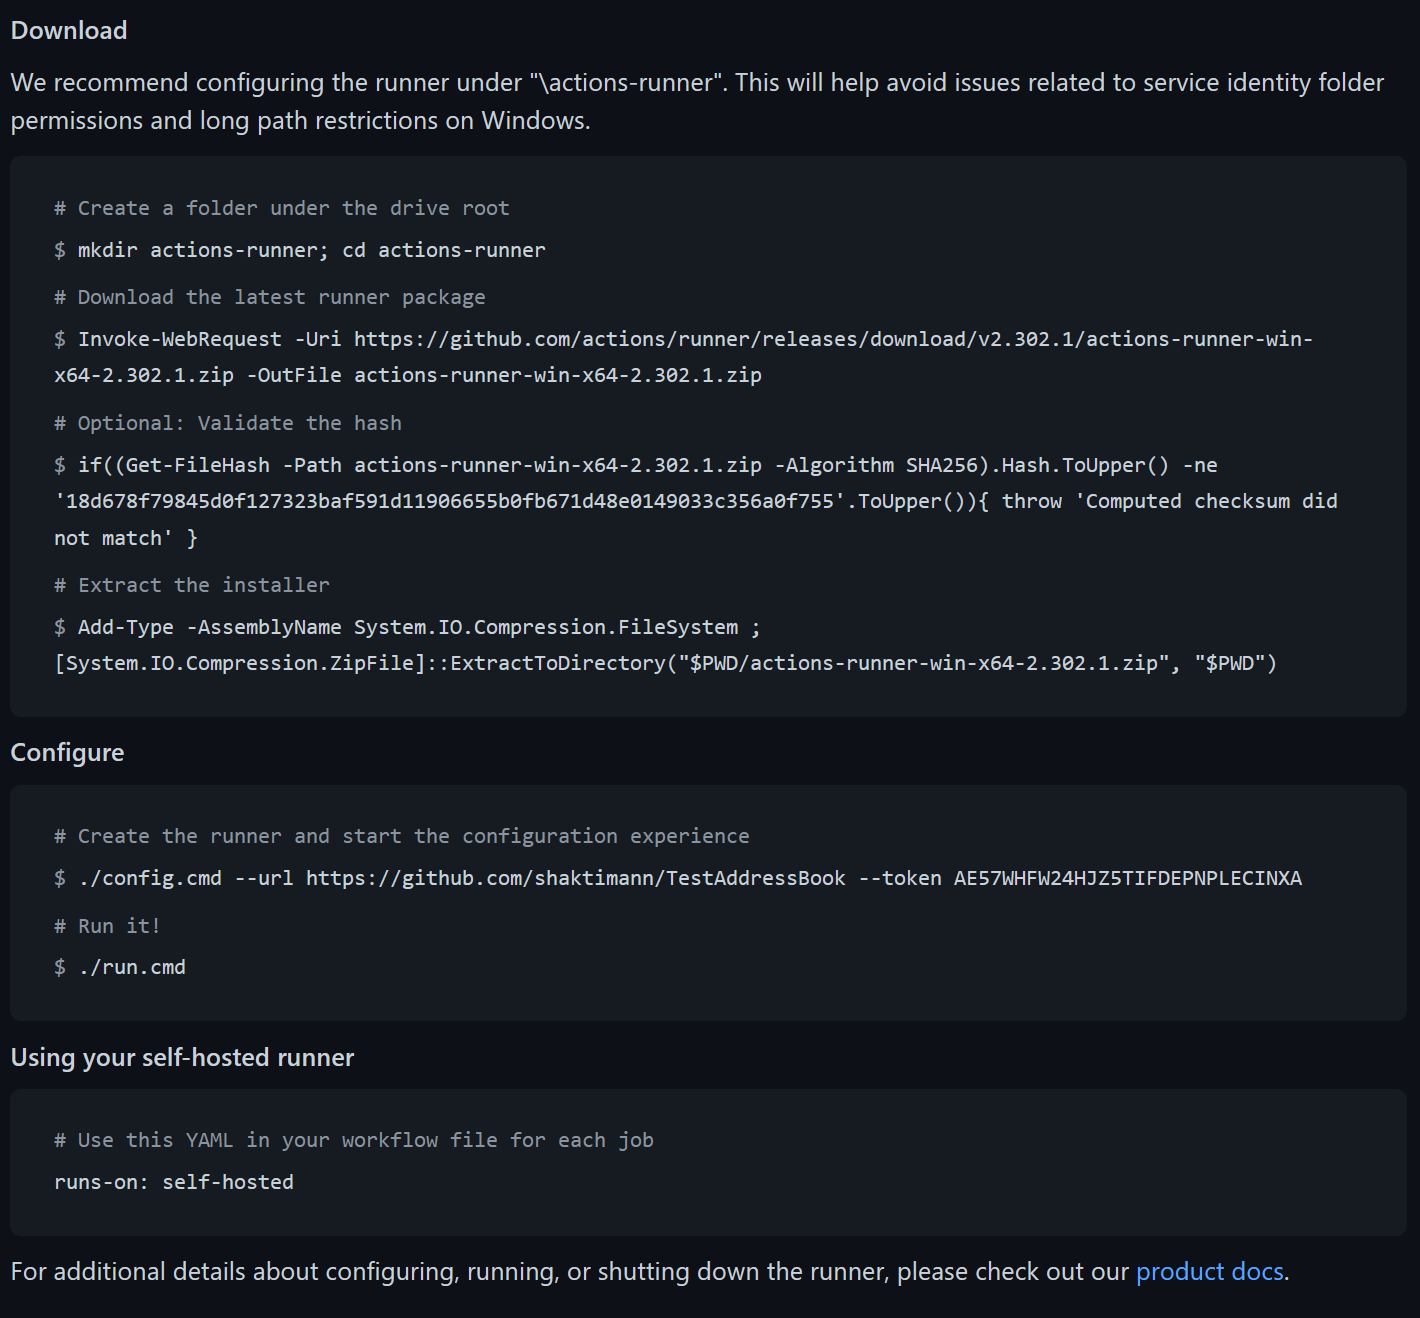 Download
We recommend configuring the runner under "\actions-runner". This will help avoid issues related to service identity folder
permissions and long path restrictions on Windows.
# Create a folder under the drive root
$ mkdir actions-runner; cd actions-runner
# Download the latest runner package
$ Invoke-WebRequest -Uri https://github.com/actions/runner/releases/download/v2.302.1/actions-runner-win-
x64-2.302.1.zip -OutFile actions-runner-win-x64-2.302.1.zip
# Optional: Validate the hash
$ if((Get-FileHash -Path actions-runner-win-x64-2.302.1.zip -Algorithm SHA256).Hash.ToUpper() -ne
'18d678f79845d0f127323baf591d11906655b0fb671d48e0149033c356a0f755'.ToUpper()){ throw 'Computed checksum did
not match' }
# Extract the installer
$ Add-Type -AssemblyName System.IO.Compression.FileSystem ;
[System.IO.Compression.ZipFile]::ExtractToDirectory("$PWD/actions-runner-win-x64-2.302.1.zip", "$PWD")
Configure
# Create the runner and start the configuration experience
$ ./config.cmd --url https://github.com/shaktimann/TestAddressBook --token AE57WHFW24HJZ5TIFDEPNPLECINXA
# Run it!
$ ./run.cmd
Using your self-hosted runner
# Use this YAML in your workflow file for each job
runs-on: self-hosted
For additional details about configuring, running, or shutting down the runner, please check out our product docs.